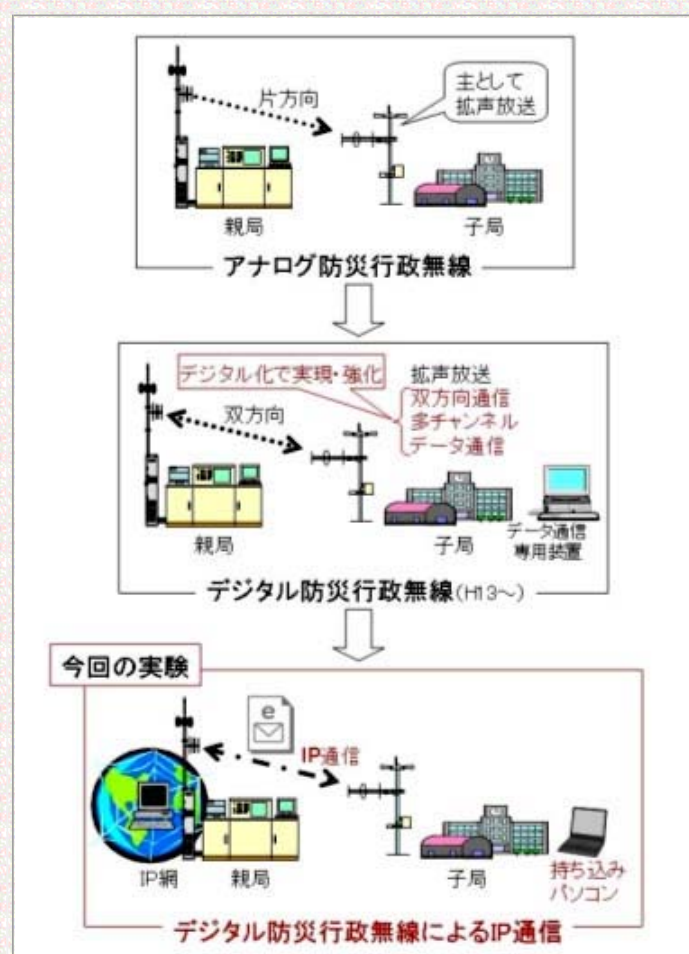 片方向
主として
拡声放送
親局
子局
アナログ防災行政無線
デジタル化で実現・強化
拡声放送
双方向通信
多チャンネル
データ通信
双方向
親局
子局
データ通信
専用装置
デジタル防災行政無線(H13～)
今回の実験
e
IP通信
IP網
親局
子局
持ち込み
パソコン
デジタル防災行政無線によるIP通信